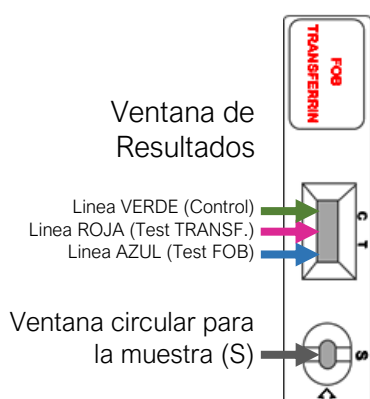 FOB
TRANSFERRIN
Ventana de
Resultados
Linea VERDE (Control)
Linea ROJA (Test TRANSF.)
Linea AZUL (Test FOB)
C T
Ventana circular para
la muestra (S)
S